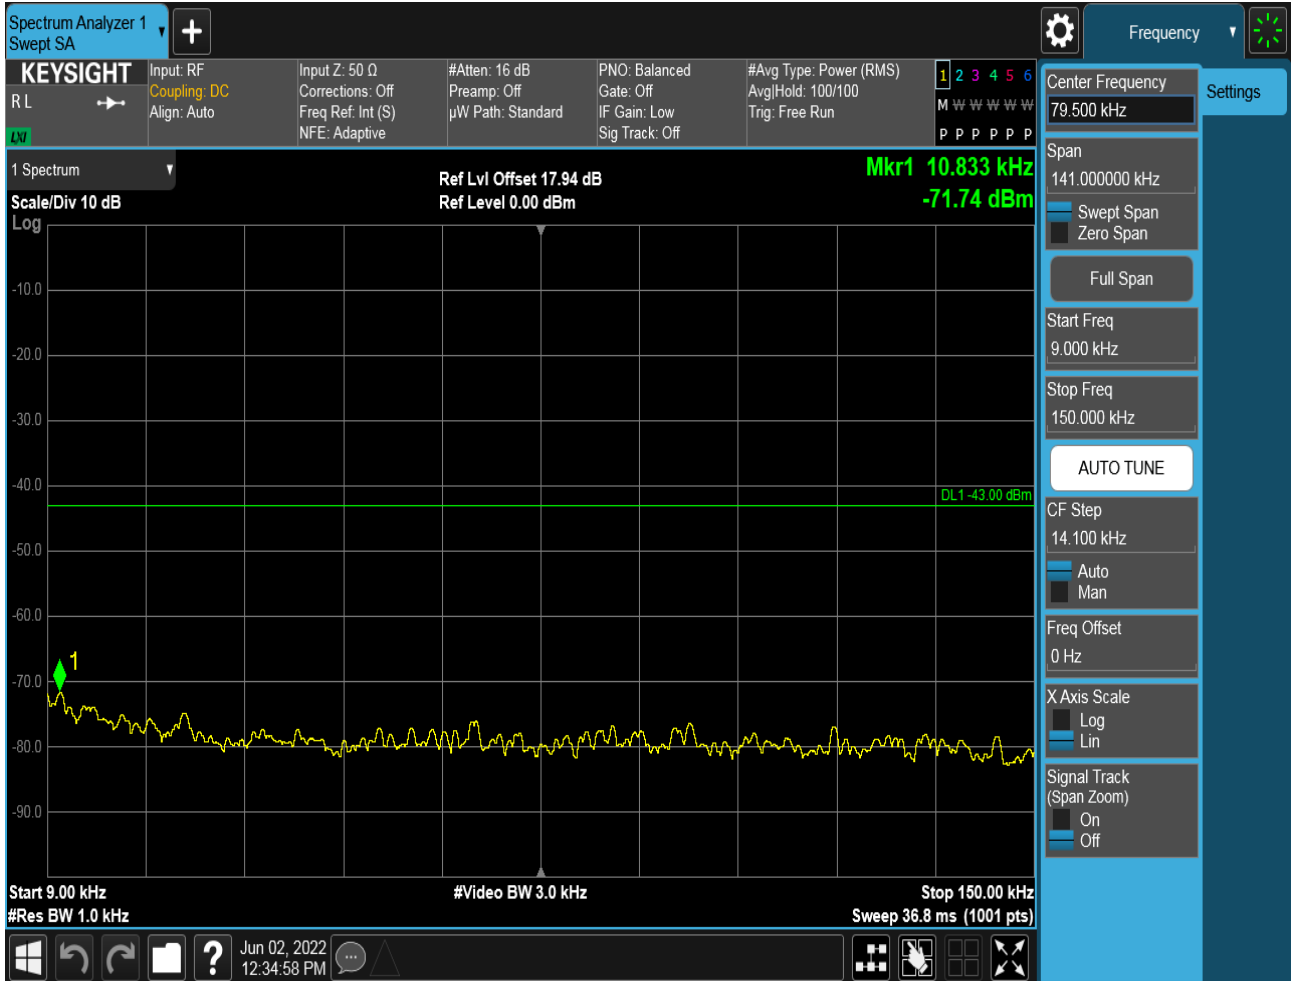 Spectrum Analyzer 1
Swept SA
Frequency
KEYSIGHT
R L
LXI
Input: RF
Coupling: DC
Align: Auto
Input Z: 50 Ω
Corrections: Off
Freq Ref: Int (S)
NFE: Adaptive
#Atten: 16 dB
Preamp: Off
µW Path: Standard
PNO: Balanced
Gate: Off
IF Gain: Low
Sig Track: Off
#Avg Type: Power (RMS)
Avg|Hold: 100/100
Trig: Free Run
1 2 3 4 5 6
M W W W W W
P P P P P P
1 Spectrum
Scale/Div 10 dB
Log
Ref Lvl Offset 17.94 dB
Ref Level 0.00 dBm
Mkr1 10.833 kHz
-71.74 dBm
-10.0
-20.0
-30.0
-40.0
DL1 -43.00 dBm
-50.0
-60.0
1
-70.0
-80.0
-90.0
Start 9.00 kHz
#Res BW 1.0 kHz
#Video BW 3.0 kHz
Stop 150.00 kHz
Sweep 36.8 ms (1001 pts)
Center Frequency
79.500 kHz
Settings
Span
141.000000 kHz
Swept Span
Zero Span
Full Span
Start Freq
9.000 kHz
Stop Freq
150.000 kHz
AUTO TUNE
CF Step
14.100 kHz
Auto
Man
Freq Offset
0 Hz
X Axis Scale
Log
Lin
Signal Track
(Span Zoom)
On
Off
?
Jun 02, 2022
12:34:58 PM